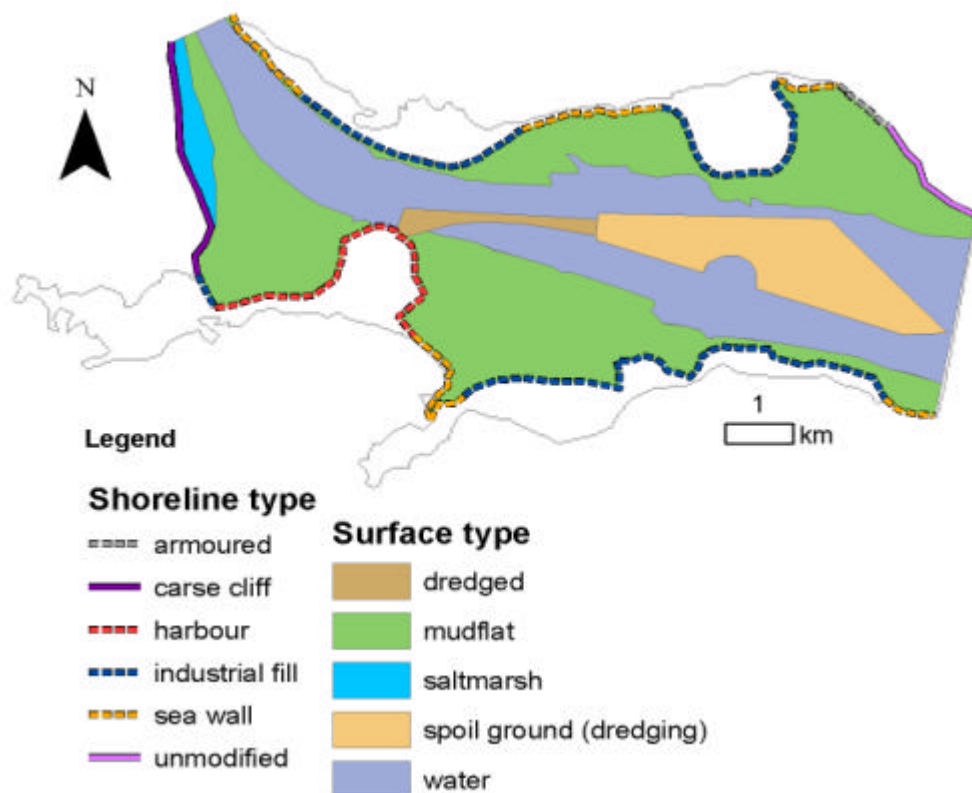 N
1
km
Legend
Shoreline type
armoured
carse cliff
harbour
industrial fill
sea wall
unmodified
Surface type
dredged
mudflat
saltmarsh
spoil ground (dredging)
water